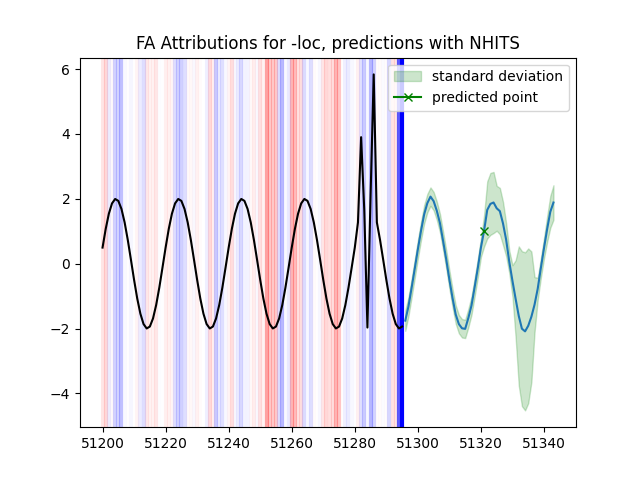 FA Attributions for -loc, predictions with NHITS
standard deviation
predicted point
6
4
2
0
−2
−4
51200 51220 51240 51260 51280 51300 51320 51340